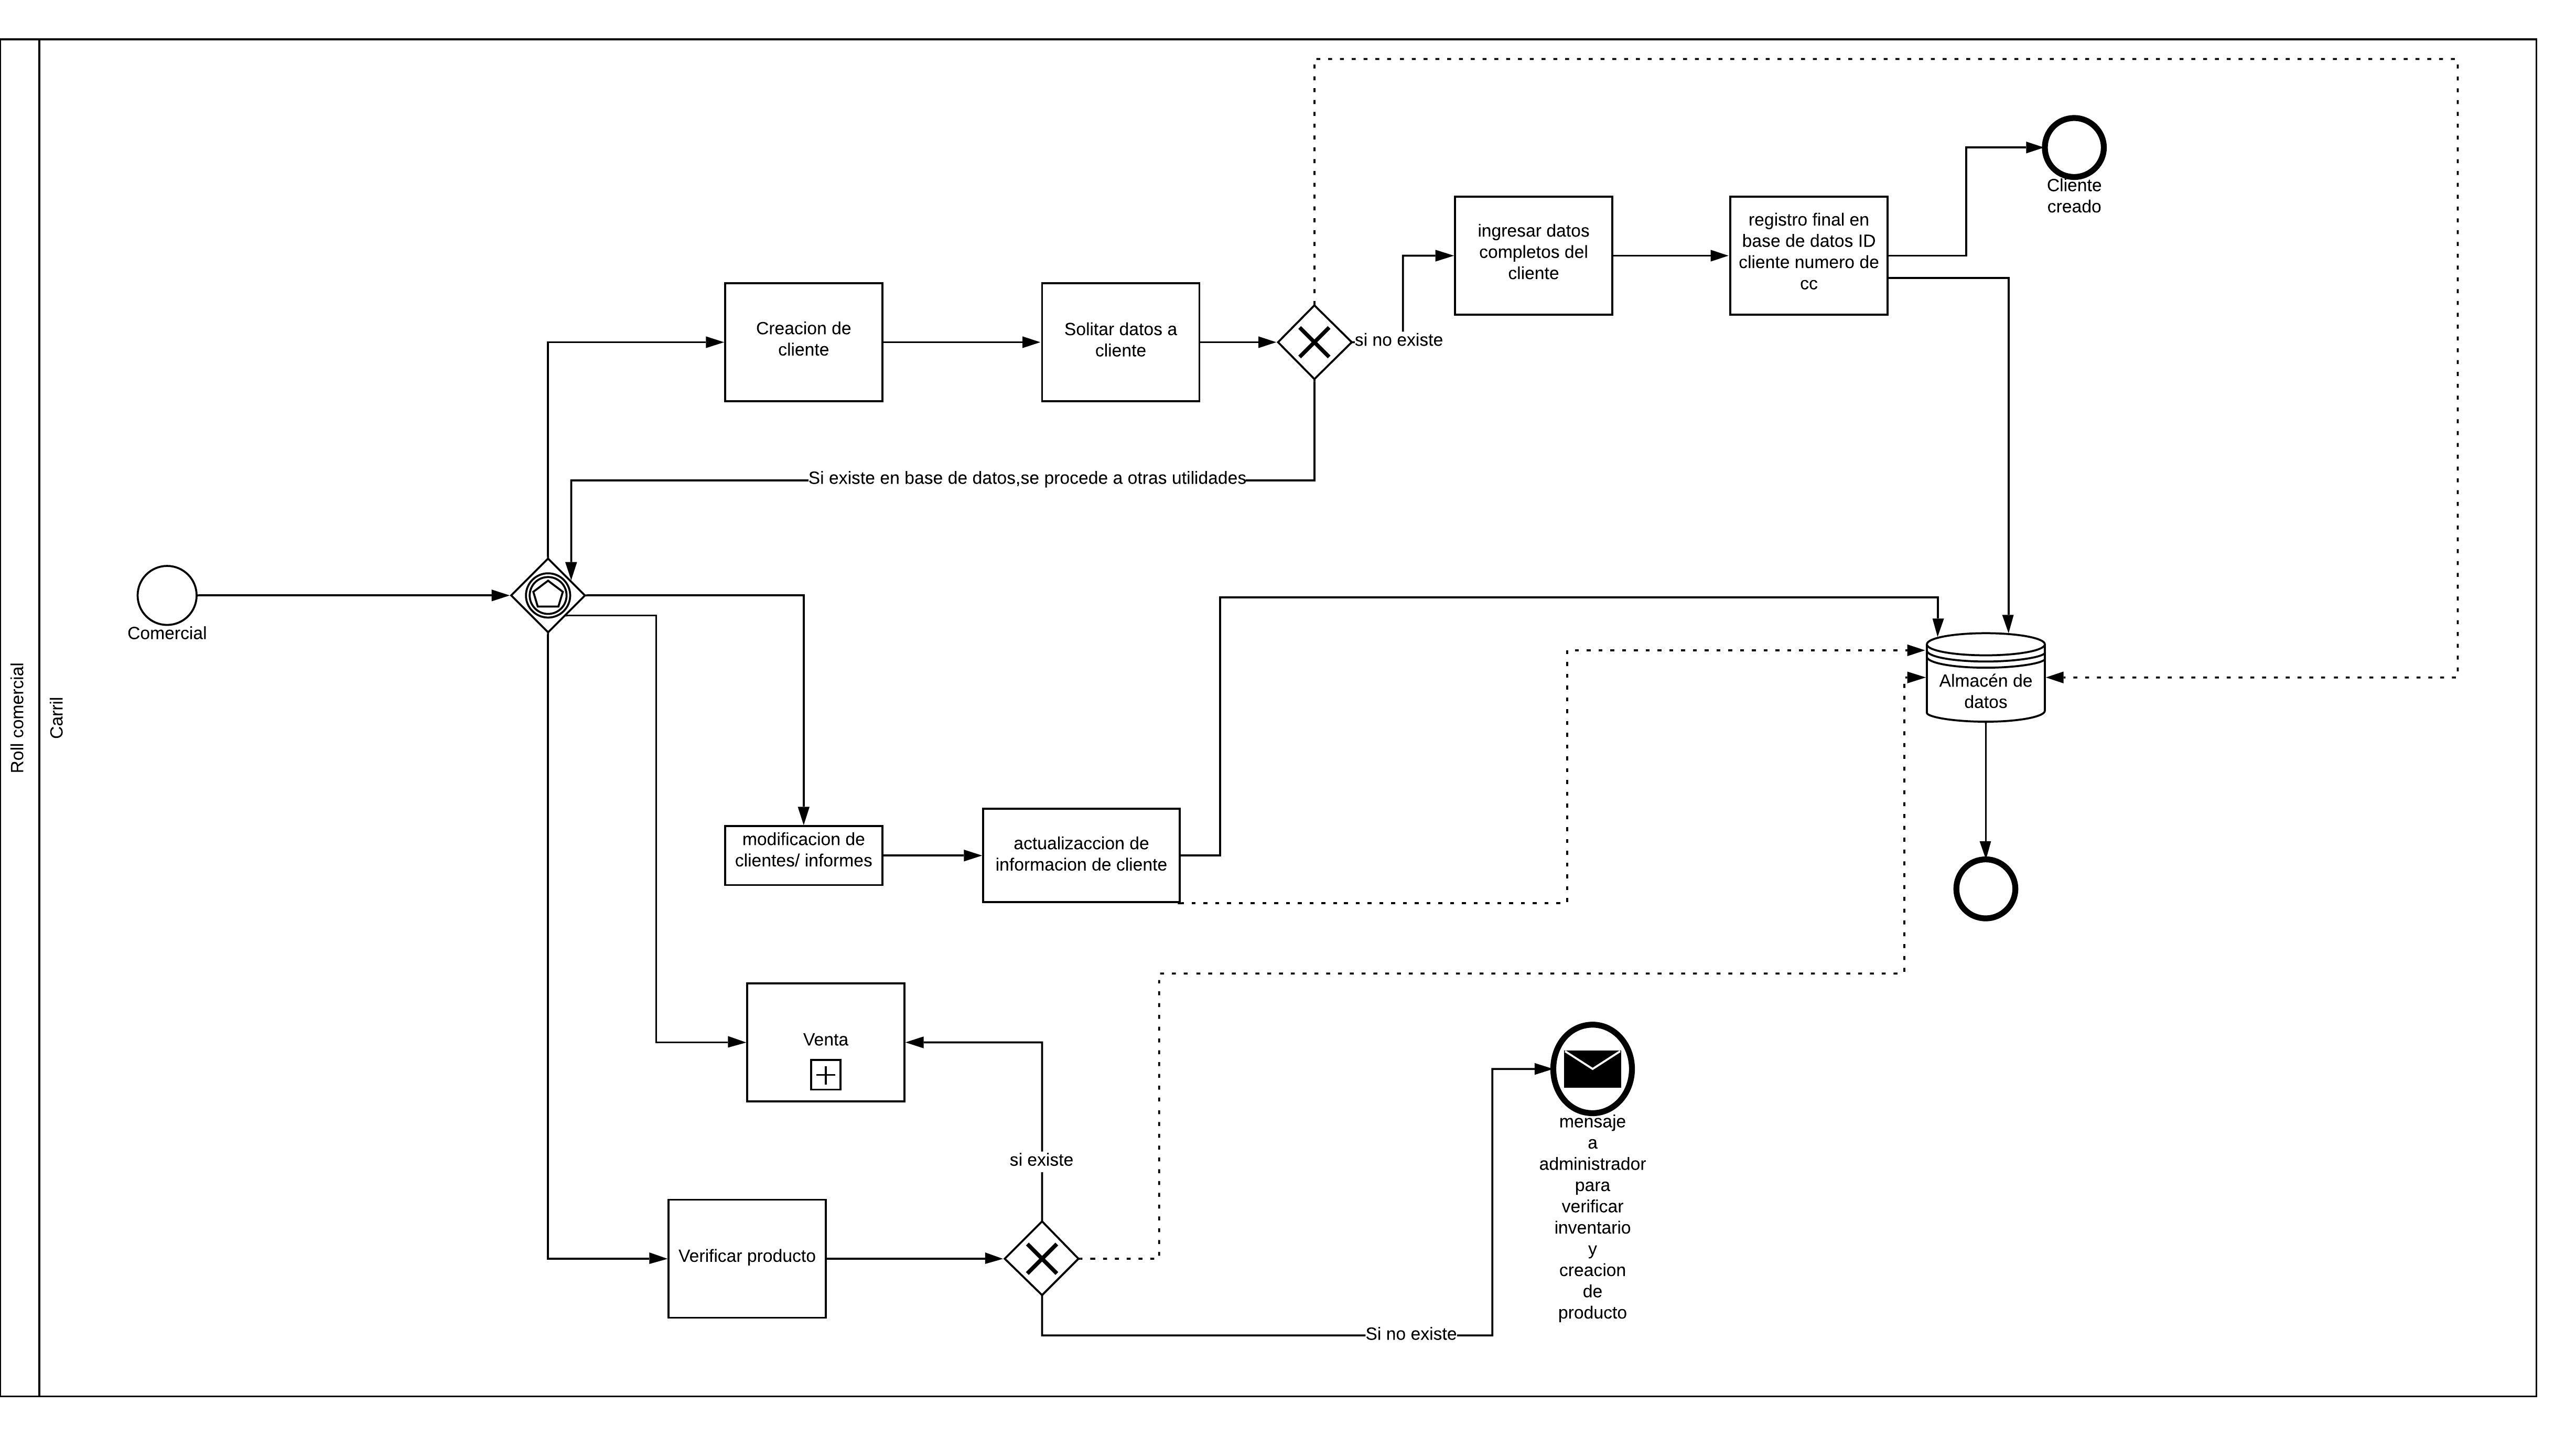 Roll comercial
Carril
Comercial
Creacion de
cliente
Solitar datos a
cliente
si no existe
ingresar datos
completos del
cliente
registro final en
base de datos ID
cliente numero de
cc
Cliente
creado
Si existe en base de datos,se procede a otras utilidades
Almacén de
datos
modificacion de
clientes/ informes
actualizaccion de
informacion de cliente
Venta
si existe
Verificar producto
Si no existe
mensaje
a
administrador
para
verificar
inventario
y
creacion
de
producto